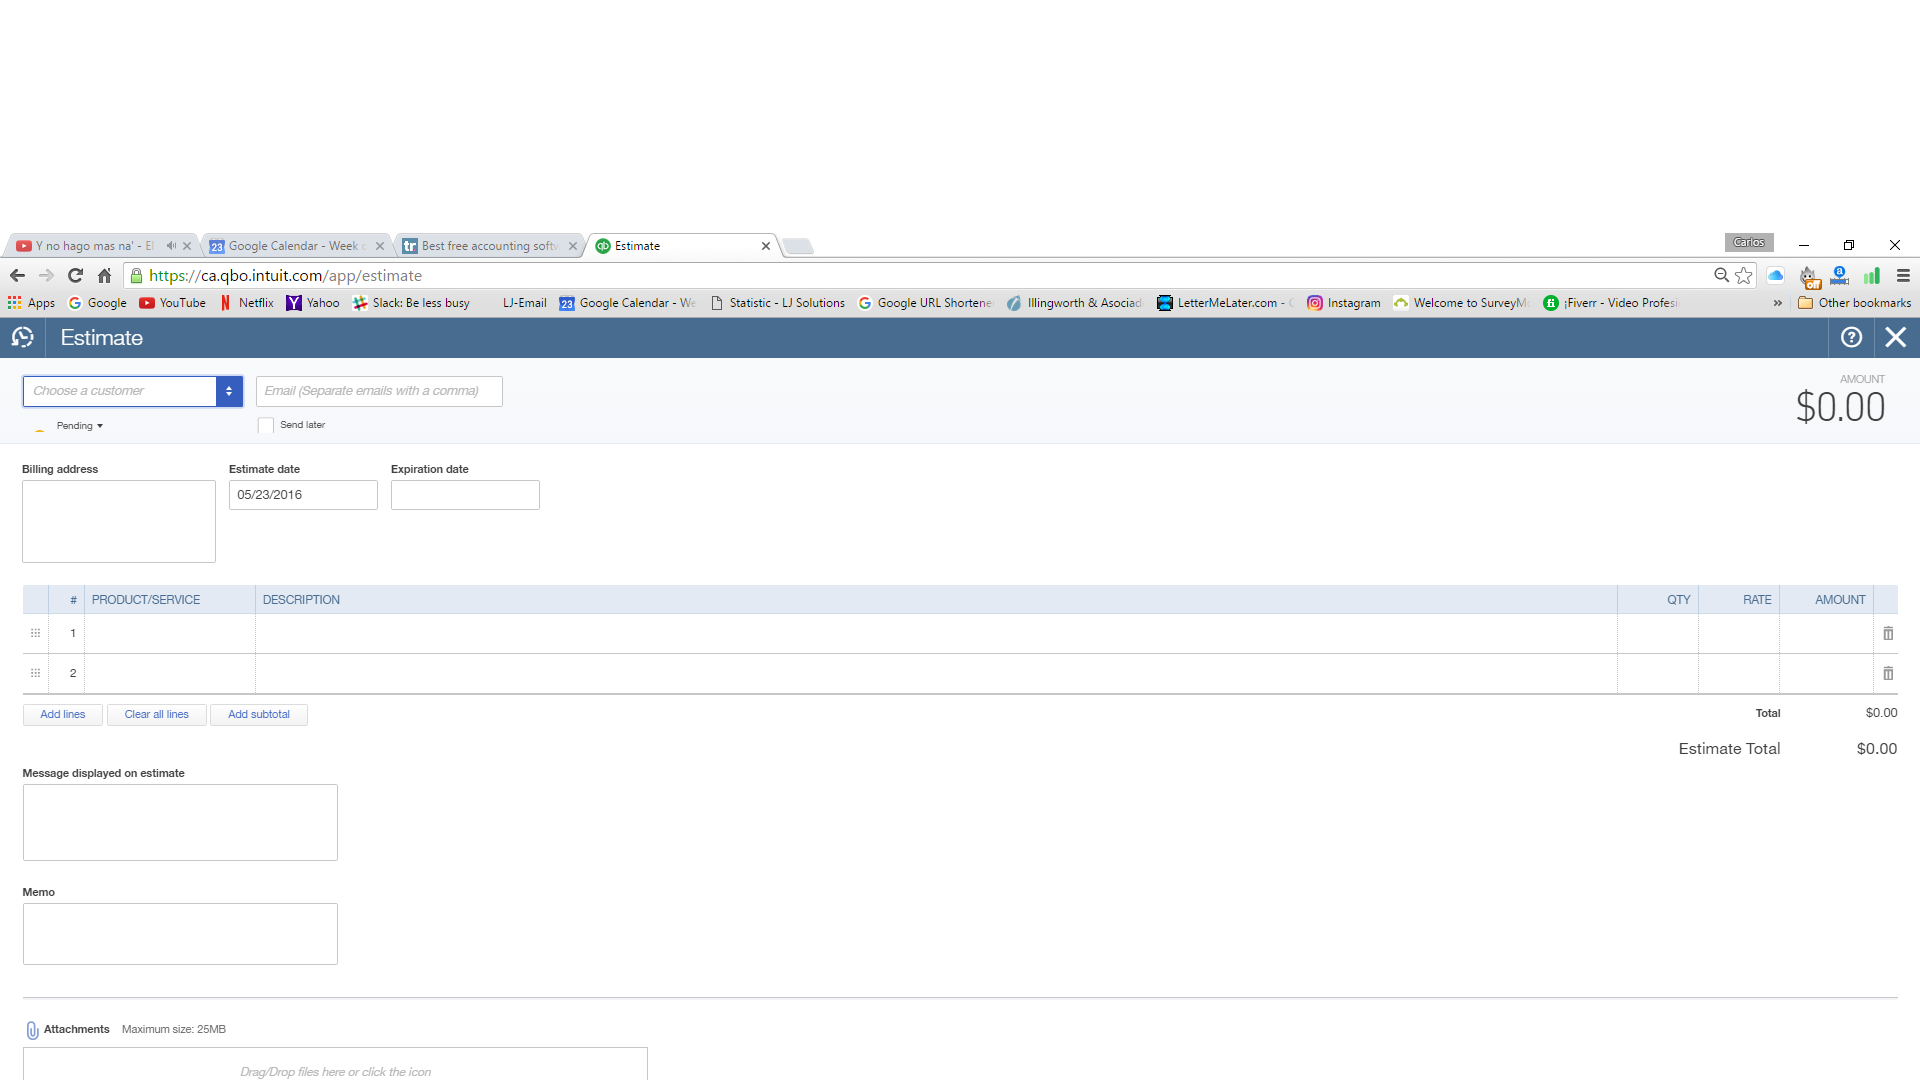 Y no hago mas na' - El
Google Calendar - Week o
Best free accounting softw
Estimate
Carlos
https://ca.qbo.intuit.com/app/estimate
Apps
Google
YouTube
Netflix
Yahoo
Slack: Be less busy
LJ-Email
Google Calendar - We
Statistic - LJ Solutions
Google URL Shortene
Illingworth & Asociad
LetterMeLater.com - C
Instagram
Welcome to SurveyM
¡Fiverr - Video Profesi
» Other bookmarks
Estimate
Choose a customer
Email (Separate emails with a comma)
AMOUNT
$0.00
Pending
Send later
Billing address
Estimate date
Expiration date
05/23/2016
# PRODUCT/SERVICE DESCRIPTION QTY RATE AMOUNT
1
2
Add lines
Clear all lines
Add subtotal
Total $0.00
Estimate Total $0.00
Message displayed on estimate
Memo
Attachments Maximum size: 25MB
Drag/Drop files here or click the icon